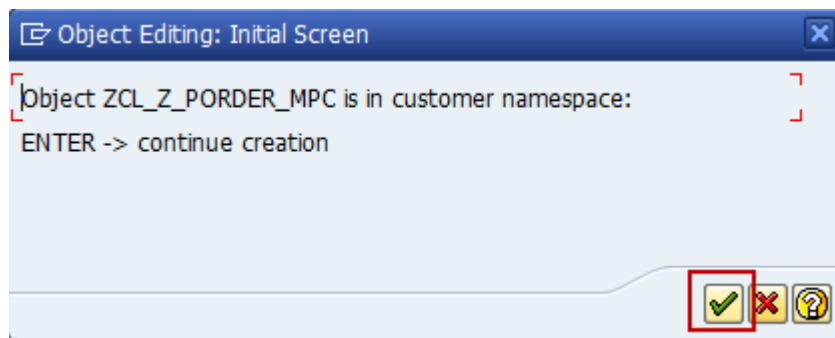 Object Editing: Initial Screen
Object ZCL_Z_PORDER_MPC is in customer namespace:
ENTER -> continue creation